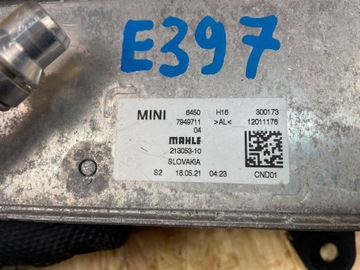 E397
MINI 6450 H16 300173
7949711 >AL< 12011176
04
MAHLE
213053-10
SLOVAKIA
S2 18.05.21 04:23 CND01